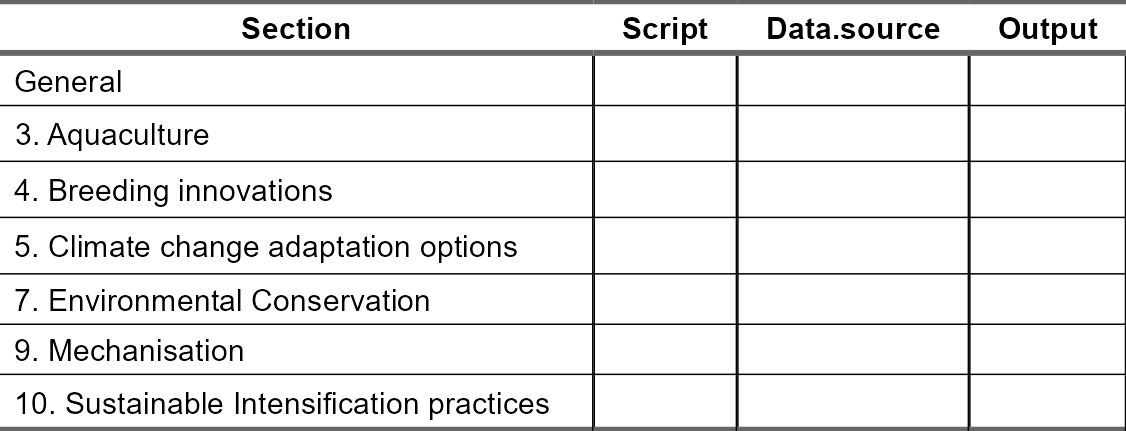 Section Script Data.source Output
General
3. Aquaculture
4. Breeding innovations
5. Climate change adaptation options
7. Environmental Conservation
9. Mechanisation
10. Sustainable Intensification practices